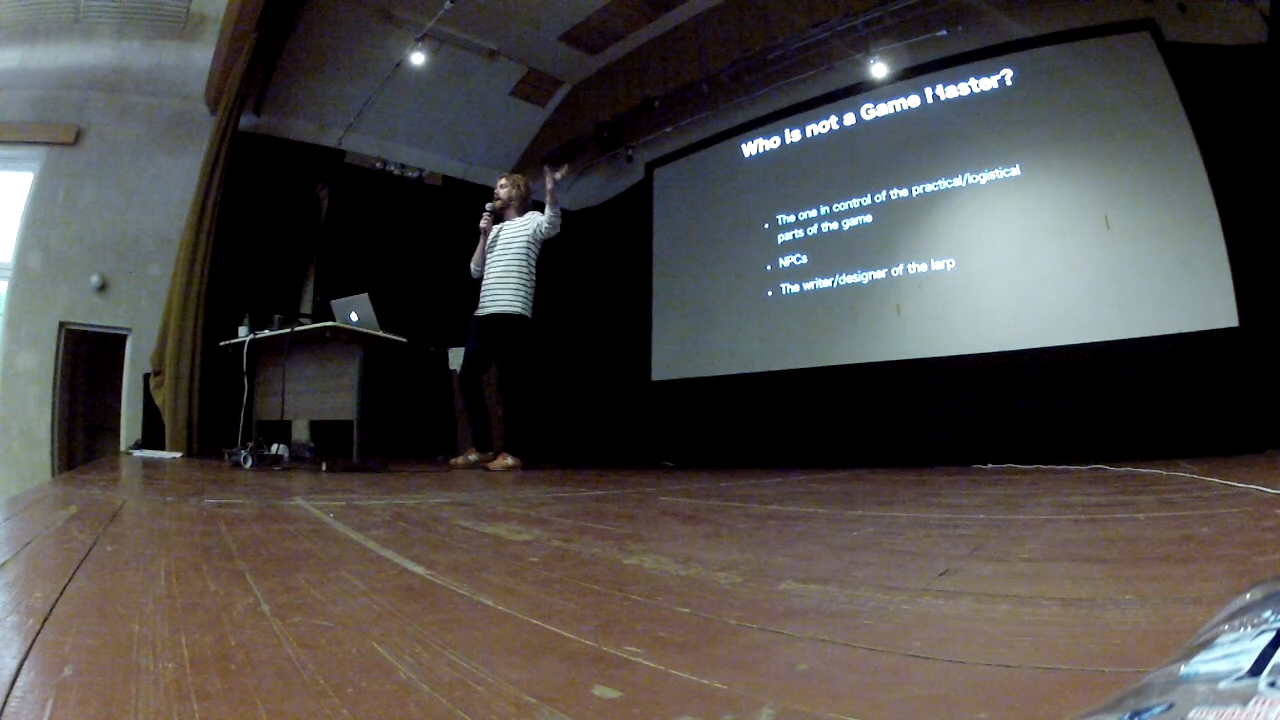 Who is not a Game Master?
• The one in control of the practical/logistical
parts of the game
• NPCs
• The writer/designer of the larp